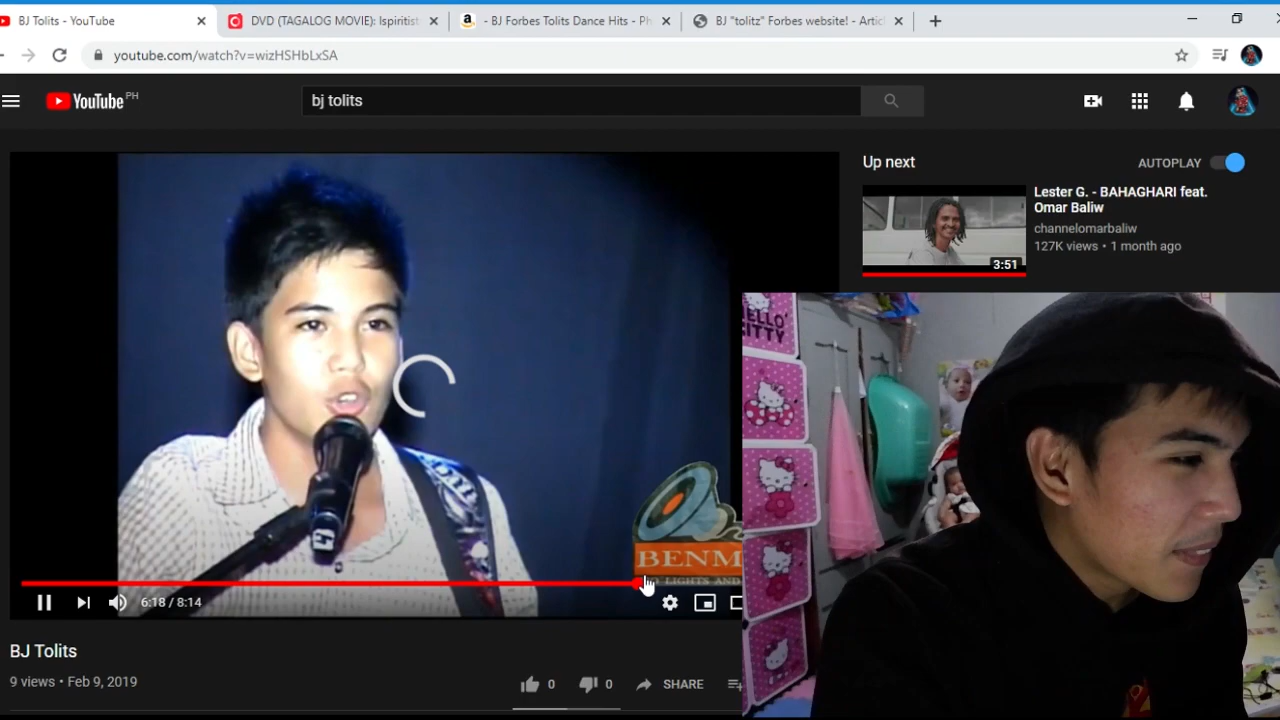 BJ Tolits - YouTube
DVD (TAGALOG MOVIE): Ispiritist
- BJ Forbes Tolits Dance Hits - Ph
BJ "tolitz" Forbes website! - Artic
youtube.com/watch?v=wizHSHbLxSA
YouTube PH
bj tolits
Up next
AUTOPLAY
Lester G. - BAHAGHARI feat.
Omar Baliw
channelomarbaliw
127K views • 1 month ago
3:51
HELLO
KITTY
BENM
LIGHTS AND
6:18 / 8:14
BJ Tolits
9 views • Feb 9, 2019
0
0
SHARE